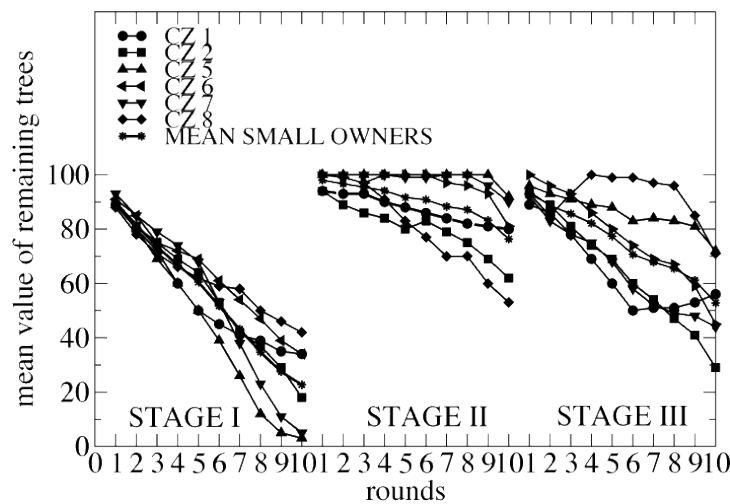 CZ 1
CZ 2
CZ 5
CZ 6
CZ 7
CZ 8
MEAN SMALL OWNERS
mean value of remaining trees
100
80
60
40
20
0
STAGE I STAGE II STAGE III
0 1 2 3 4 5 6 7 8 9 10 1 2 3 4 5 6 7 8 9 10 1 2 3 4 5 6 7 8 9 10
rounds